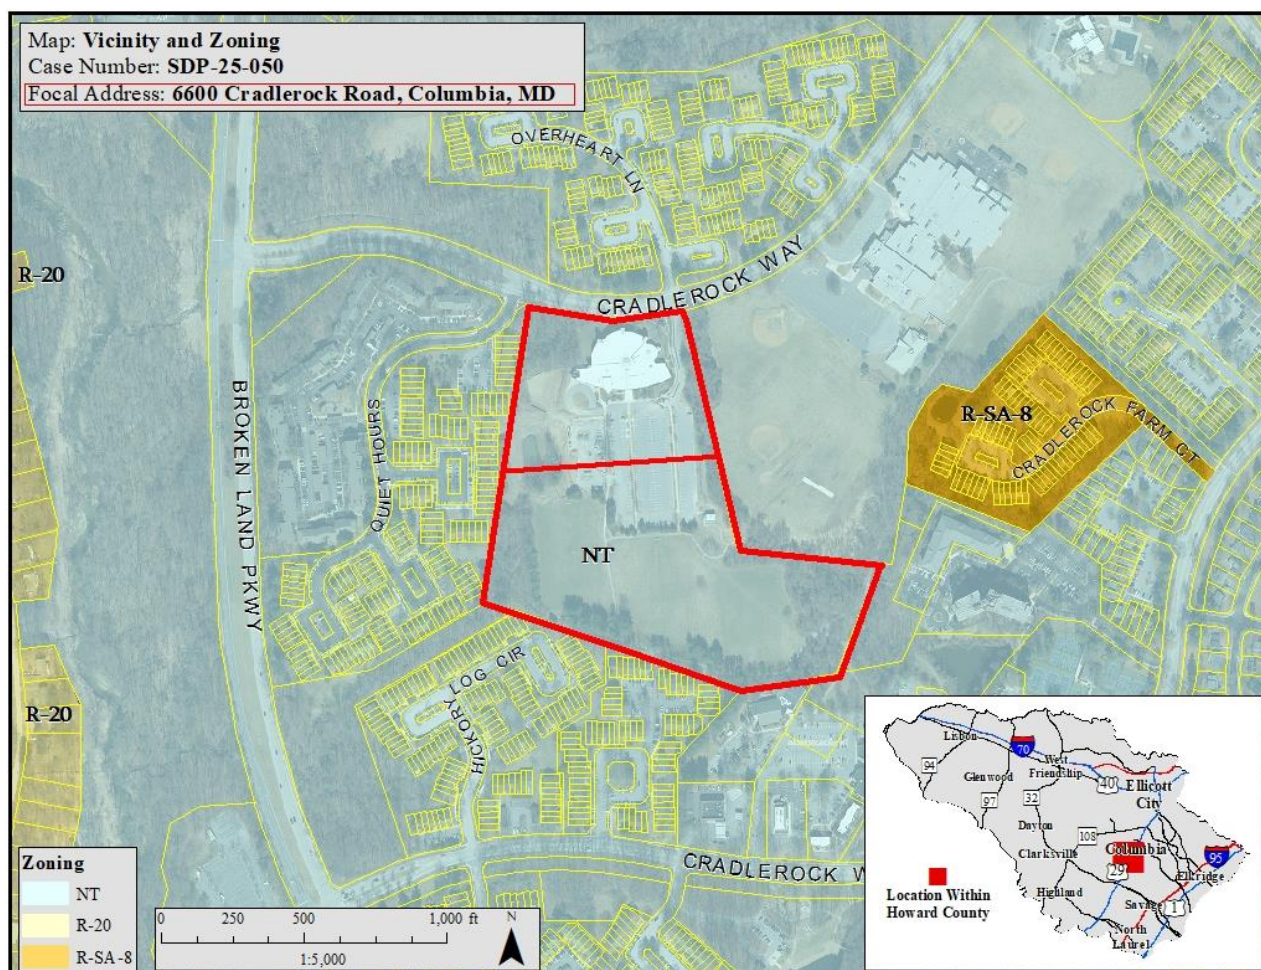 Map: Vicinity and Zoning
Case Number: SDP-25-050
Focal Address: 6600 Cradlerock Road, Columbia, MD
OVERHEART LN
R-20
CRADLEROCK WAY
BROKEN LAND PKWY
QUIET HOURS
R-SA-8
CRADLEROCK FARM CT
NT
HICKORY LOG CIR
R-20
CRADLEROCK W
Zoning
NT
R-20
R-SA-8
0 250 500 1,000 ft
N
1:5,000
Lisbon
70
94
West
Friendship
Glenwood
40
Ellicott
City
97
32
Dayton
108
Clarksville
Columbia
29
95
Elkridge
Highland
Savage
1
North
Laurel
Location Within
Howard County